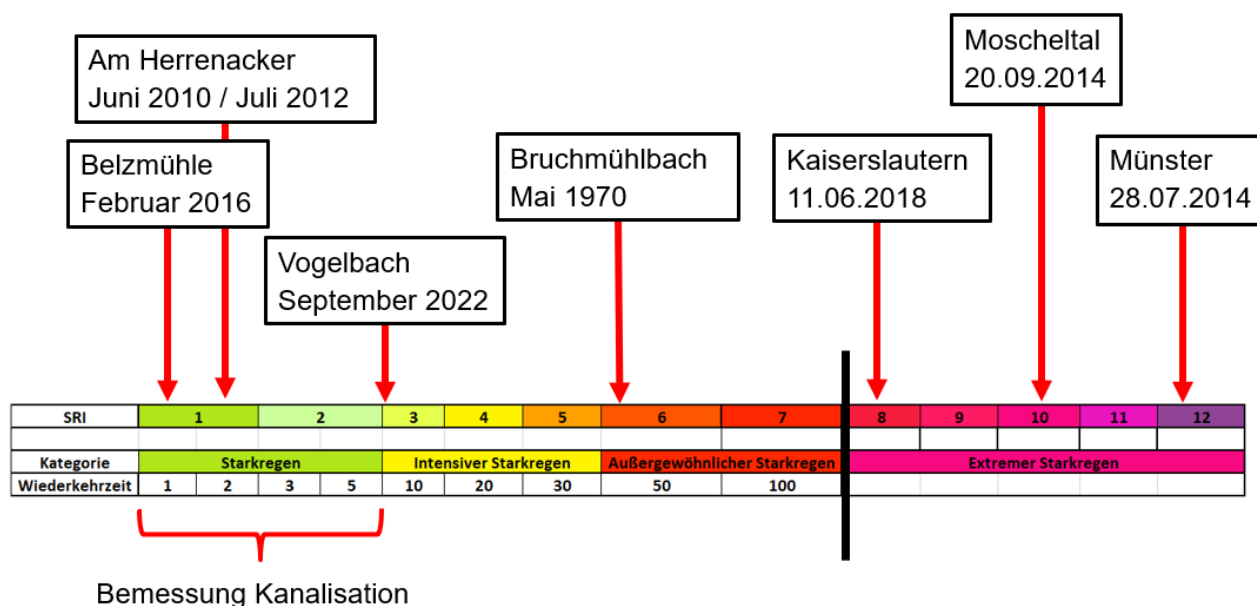 Am Herrenacker
Juni 2010 / Juli 2012
Belzmühle
Februar 2016
Vogelbach
September 2022
Bruchmühlbach
Mai 1970
Kaiserslautern
11.06.2018
Moscheltal
20.09.2014
Münster
28.07.2014
SRI 1 2 3 4 5 6 7 8 9 10 11 12
Kategorie Starkregen Intensiver Starkregen Außergewöhnlicher Starkregen Extremer Starkregen
Wiederkehrzeit 1 2 3 5 10 20 30 50 100
Bemessung Kanalisation